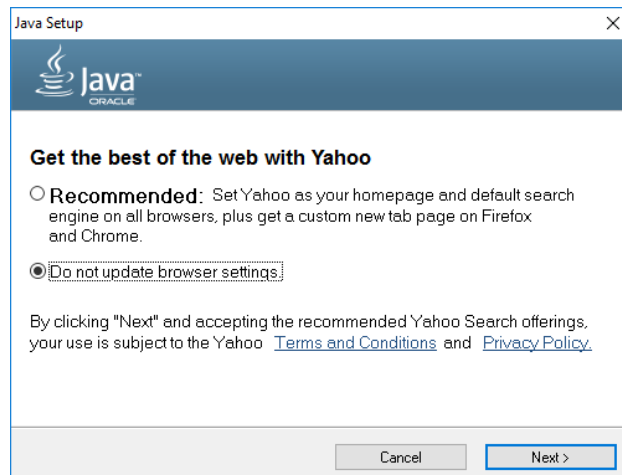 Java Setup
Java™
ORACLE
Get the best of the web with Yahoo
Recommended: Set Yahoo as your homepage and default search
engine on all browsers, plus get a custom new tab page on Firefox
and Chrome.
Do not update browser settings.
By clicking "Next" and accepting the recommended Yahoo Search offerings,
your use is subject to the Yahoo Terms and Conditions and Privacy Policy.
Cancel Next >